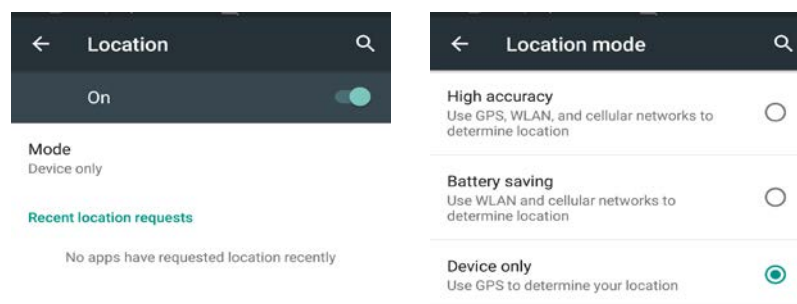 Location
On
Mode
Device only
Recent location requests
No apps have requested location recently
Location mode
High accuracy
Use GPS, WLAN, and cellular networks to
determine location
Battery saving
Use WLAN and cellular networks to
determine location
Device only
Use GPS to determine your location